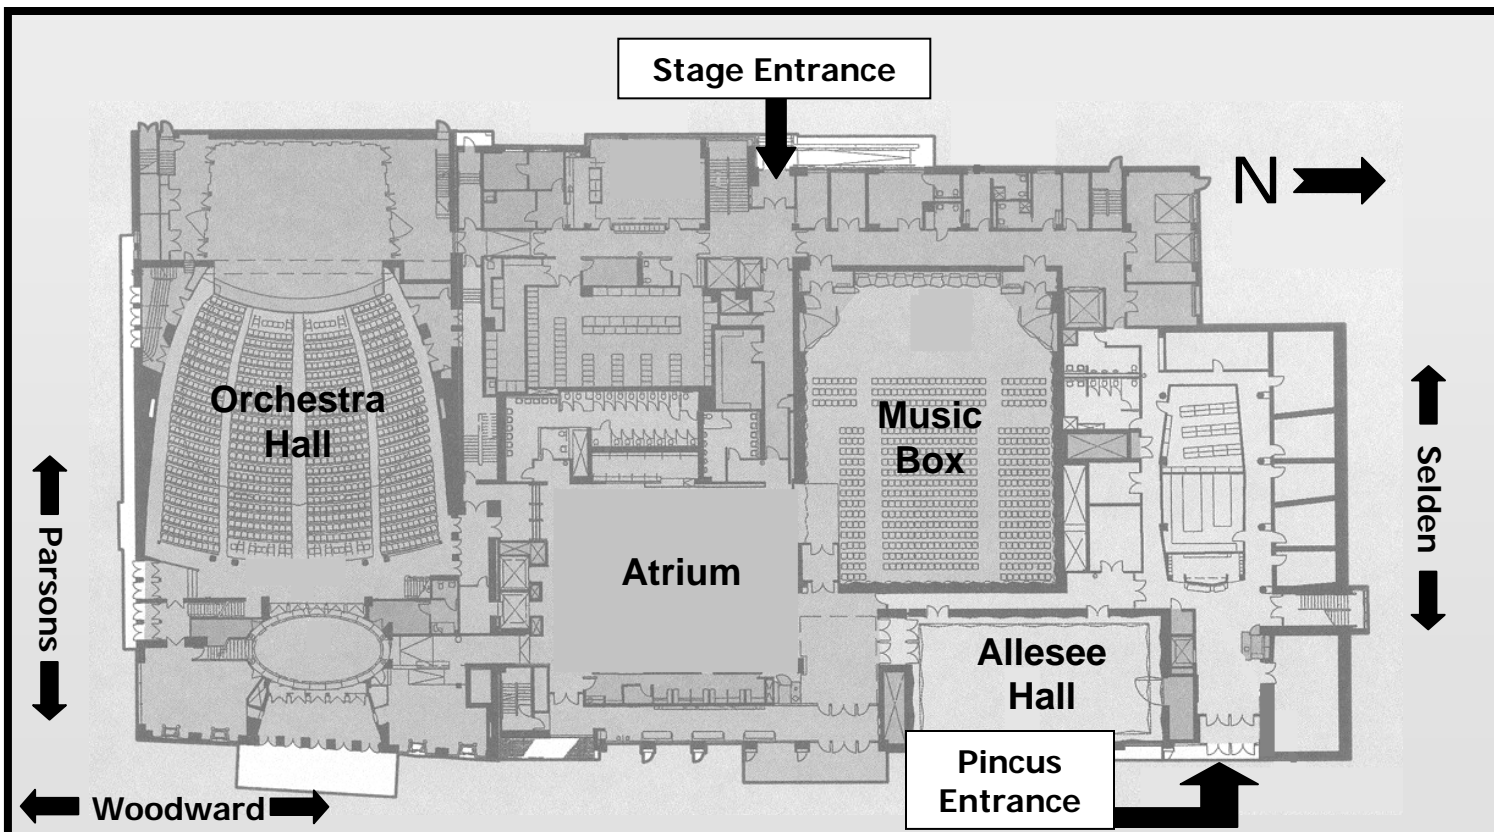 Stage Entrance
N
Orchestra
Hall
Music
Box
Parsons
Selden
Atrium
Allesee
Hall
Pincus
Entrance
Woodward